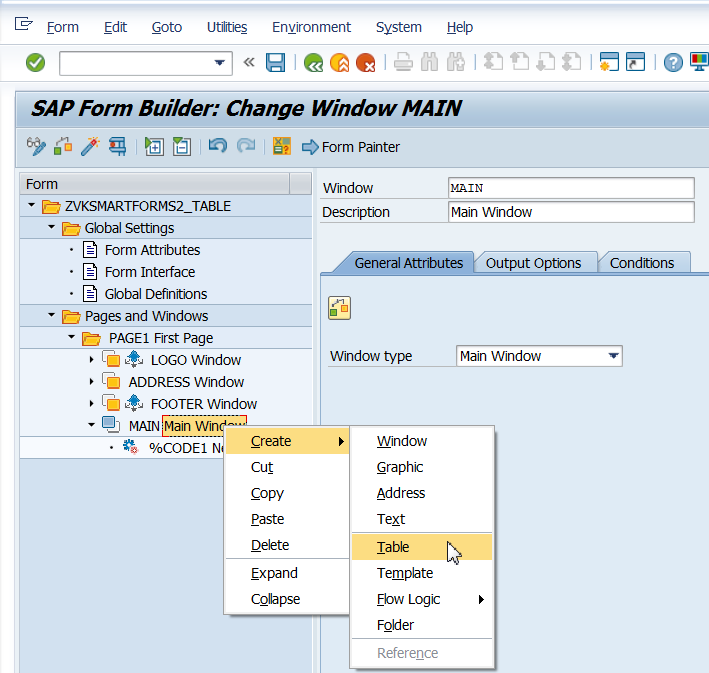 Form Edit Goto Utilities Environment System Help
SAP Form Builder: Change Window MAIN
Form Painter
Form
ZVKSMARTFORMS2_TABLE
Global Settings
Form Attributes
Form Interface
Global Definitions
Pages and Windows
PAGE1 First Page
LOGO Window
ADDRESS Window
FOOTER Window
MAIN Main Window
%CODE1
Window MAIN
Description Main Window
General Attributes Output Options Conditions
Window type Main Window
Create
Cut
Copy
Paste
Delete
Expand
Collapse
Window
Graphic
Address
Text
Table
Template
Flow Logic
Folder
Reference